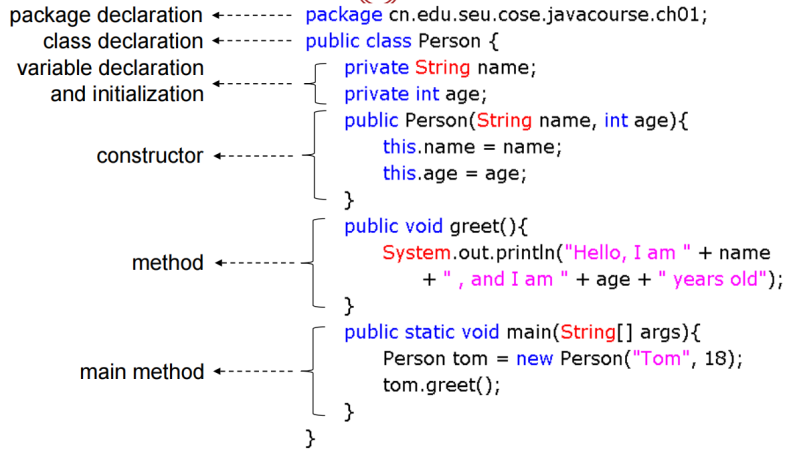 package declaration package cn.edu.seu.cose.javacourse.ch01;
class declaration public class Person {
variable declaration private String name;
and initialization private int age;
public Person(String name, int age){
constructor this.name = name;
this.age = age;
}
public void greet(){
System.out.println("Hello, I am " + name
method + " , and I am " + age + " years old");
}
public static void main(String[] args){
main method Person tom = new Person("Tom", 18);
tom.greet();
}
}